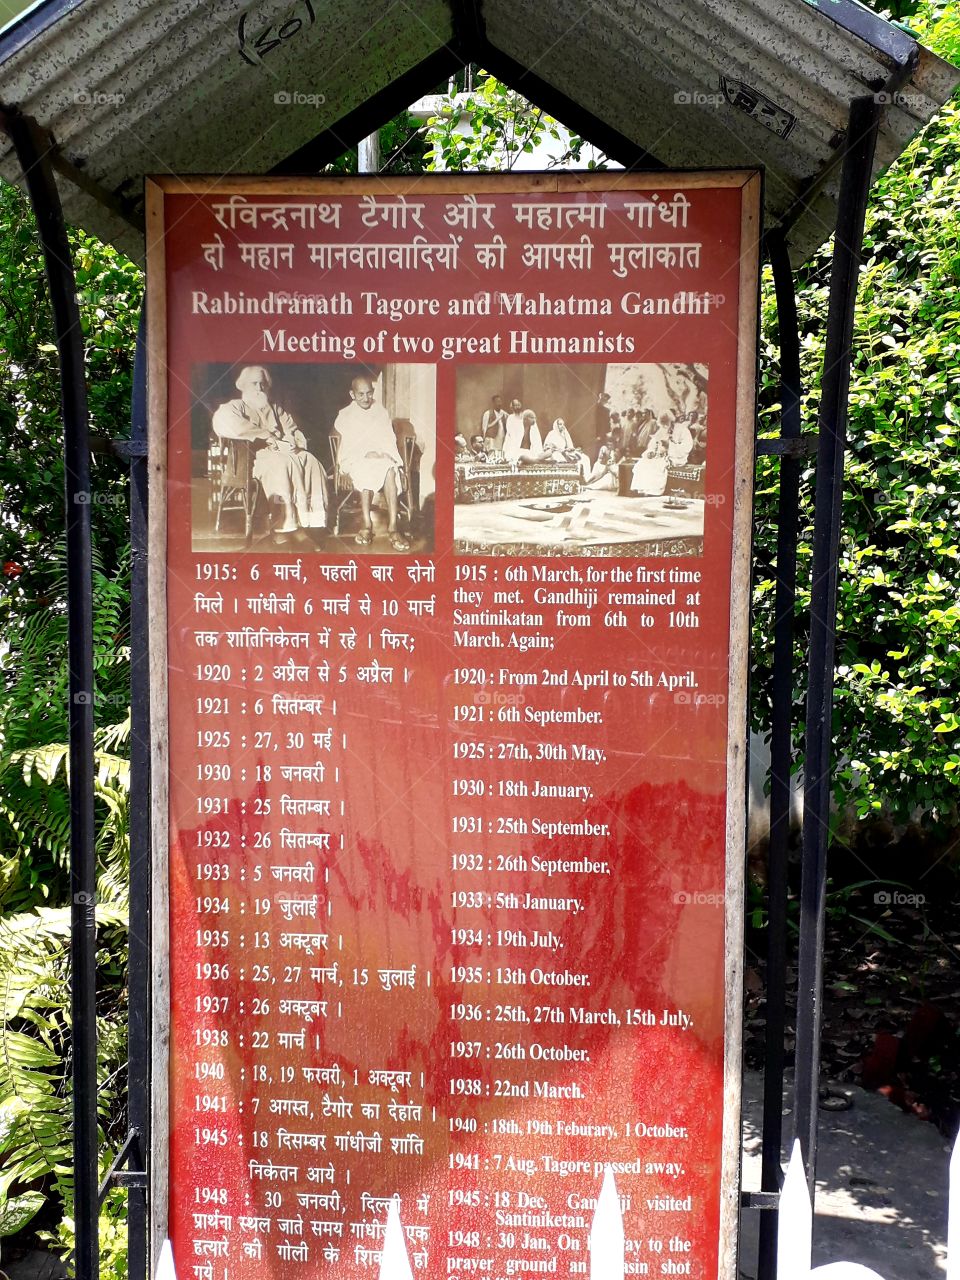 रविन्द्रनाथ टैगोर और महात्मा गांधी
दो महान मानवतावादियों की आपसी मुलाकात
Rabindranath Tagore and Mahatma Gandhi
Meeting of two great Humanists
1915: 6 मार्च, पहली बार दोनो
मिले । गांधीजी 6 मार्च से 10 मार्च
तक शांतिनिकेतन में रहे । फिर;
1920 : 2 अप्रैल से 5 अप्रैल ।
1921 : 6 सितम्बर ।
1925 : 27, 30 मई ।
1930 : 18 जनवरी ।
1931 : 25 सितम्बर ।
1932 : 26 सितम्बर ।
1933 : 5 जनवरी ।
1934 : 19 जुलाई ।
1935 : 13 अक्टूबर ।
1936 : 25, 27 मार्च, 15 जुलाई ।
1937 : 26 अक्टूबर ।
1938 : 22 मार्च ।
1940 : 18, 19 फरवरी, 1 अक्टूबर ।
1941 : 7 अगस्त, टैगोर का देहांत ।
1945 : 18 दिसम्बर गांधीजी शांति
निकेतन आये ।
1948 : 30 जनवरी, दिल्ली में
प्रार्थना स्थल जाते समय एक
हत्यारे की गोली के हो
गये ।
1915 : 6th March, for the first time
they met. Gandhiji remained at
Santinikatan from 6th to 10th
March. Again;
1920 : From 2nd April to 5th April.
1921 : 6th September.
1925 : 27th, 30th May.
1930 : 18th January.
1931 : 25th September.
1932 : 26th September,
1933 : 5th January.
1934 : 19th July.
1935 : 13th October.
1936 : 25th, 27th March, 15th July.
1937 : 26th October.
1938 : 22nd March.
1940 : 18th, 19th Feburary, 1 October.
1941 : 7 Aug. Tagore passed away.
1945 : 18 Dec, visited
Santiniketan.
1948 : 30 Jan, On to the
prayer ground shot